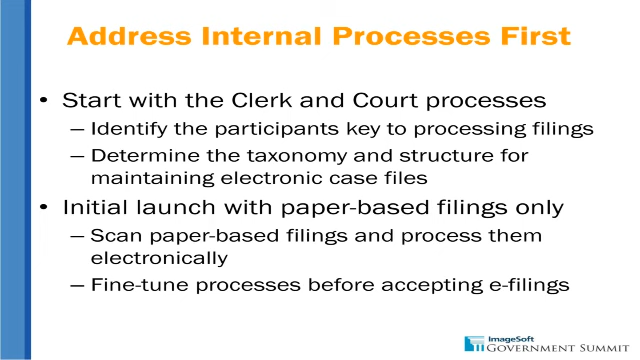 Address Internal Processes First
• Start with the Clerk and Court processes
– Identify the participants key to processing filings
– Determine the taxonomy and structure for
maintaining electronic case files
• Initial launch with paper-based filings only
– Scan paper-based filings and process them
electronically
– Fine-tune processes before accepting e-filings
ImageSoft
GOVERNMENT SUMMIT